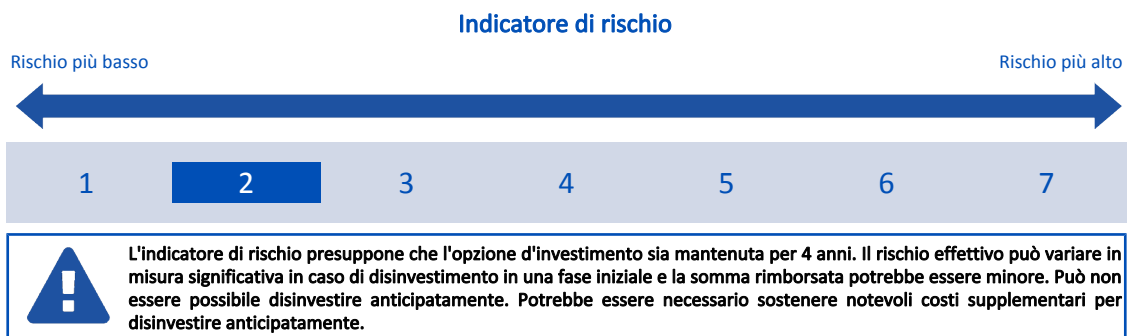 Indicatore di rischio
Rischio più basso
Rischio più alto
1 2 3 4 5 6 7
L'indicatore di rischio presuppone che l'opzione d'investimento sia mantenuta per 4 anni. Il rischio effettivo può variare in
misura significativa in caso di disinvestimento in una fase iniziale e la somma rimborsata potrebbe essere minore. Può non
essere possibile disinvestire anticipatamente. Potrebbe essere necessario sostenere notevoli costi supplementari per
disinvestire anticipatamente.